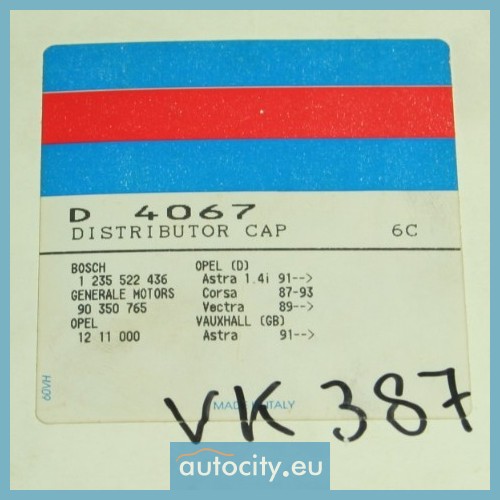 D 4067
DISTRIBUTOR CAP 6C
BOSCH
1 235 522 436
GENERALE MOTORS
90 350 765
OPEL
12 11 000
OPEL (D)
Astra 1.4i 91-->
Corsa 87-93
Vectra 89-->
VAUXHALL (GB)
Astra 91-->
60VH
MADE ITALY
VK 387
autocity.eu